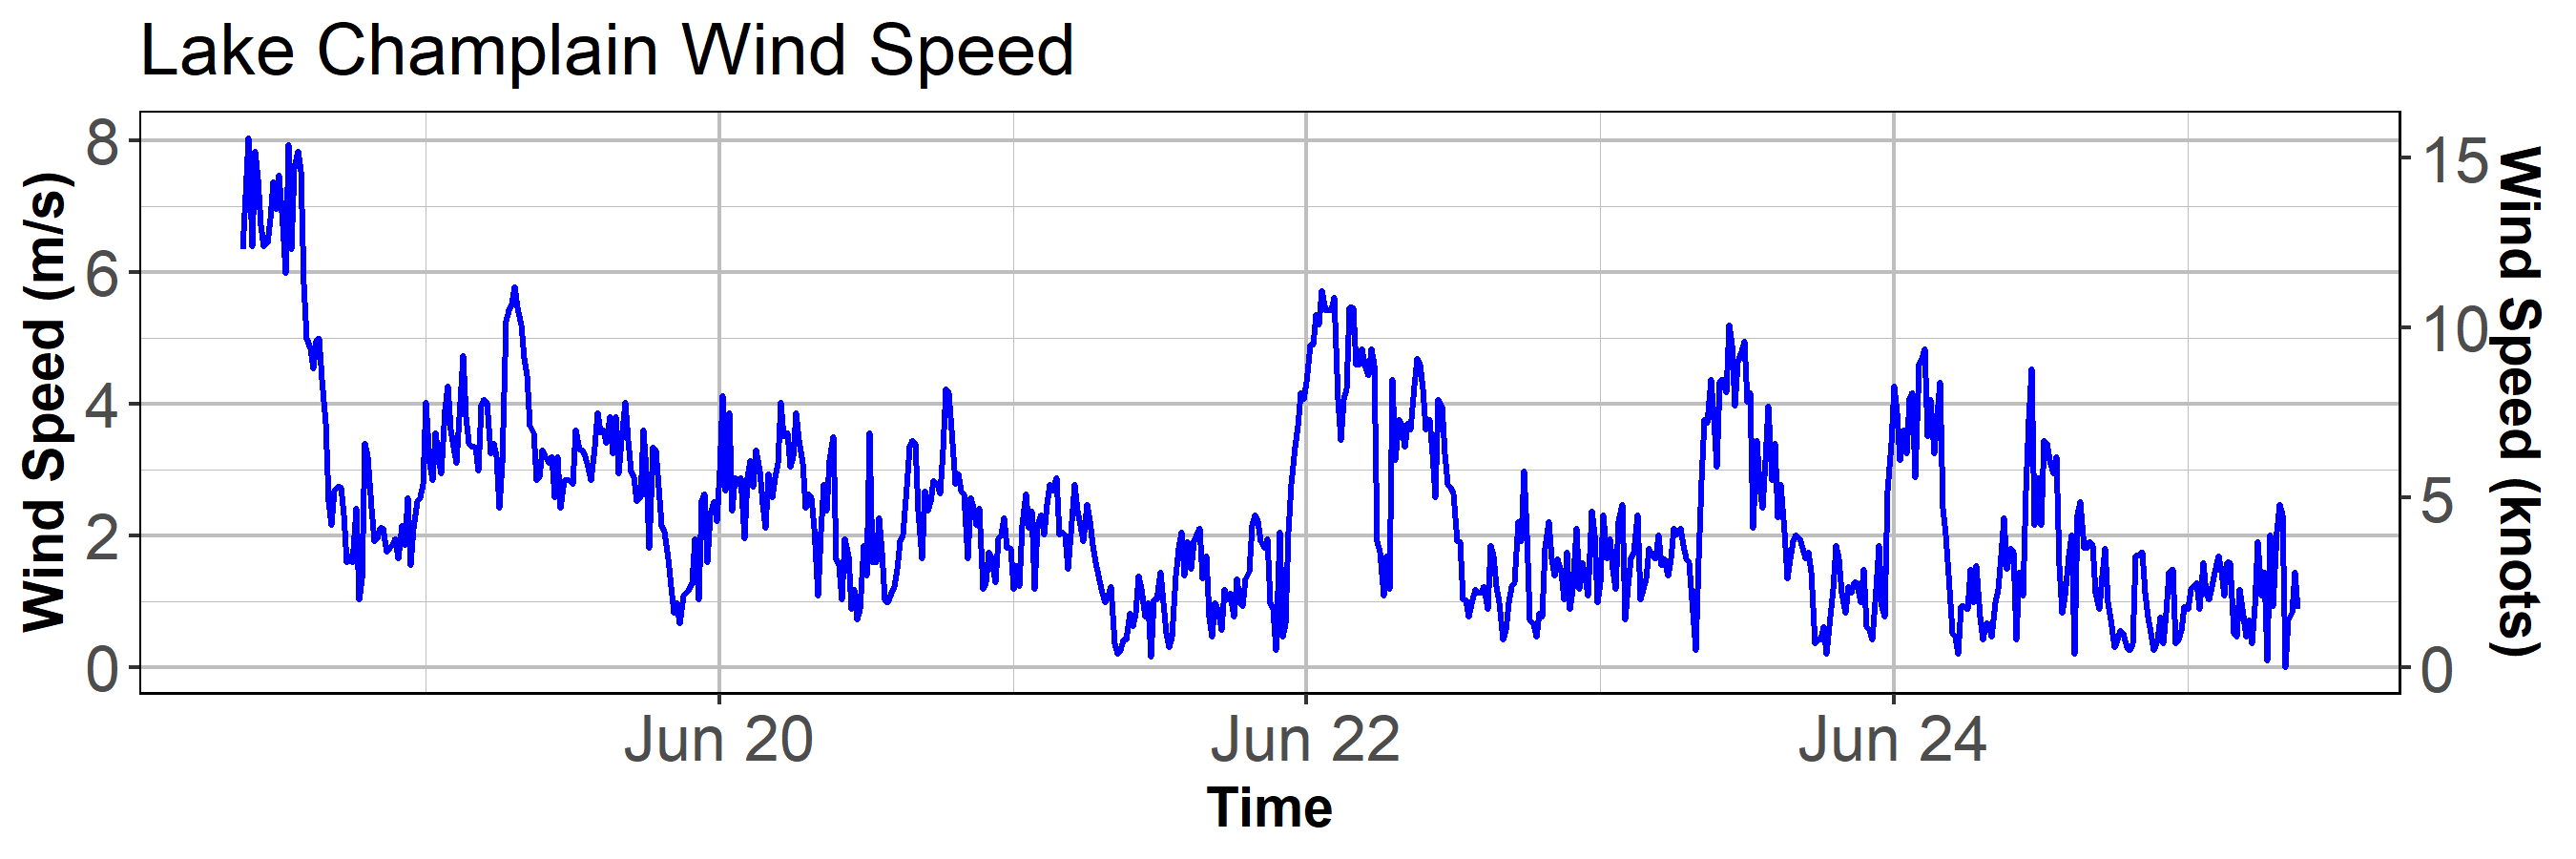 Lake Champlain Wind Speed
Wind Speed (m/s)
8
6
4
2
0
15
10
5
0
Wind Speed (knots)
Jun 20
Jun 22
Jun 24
Time